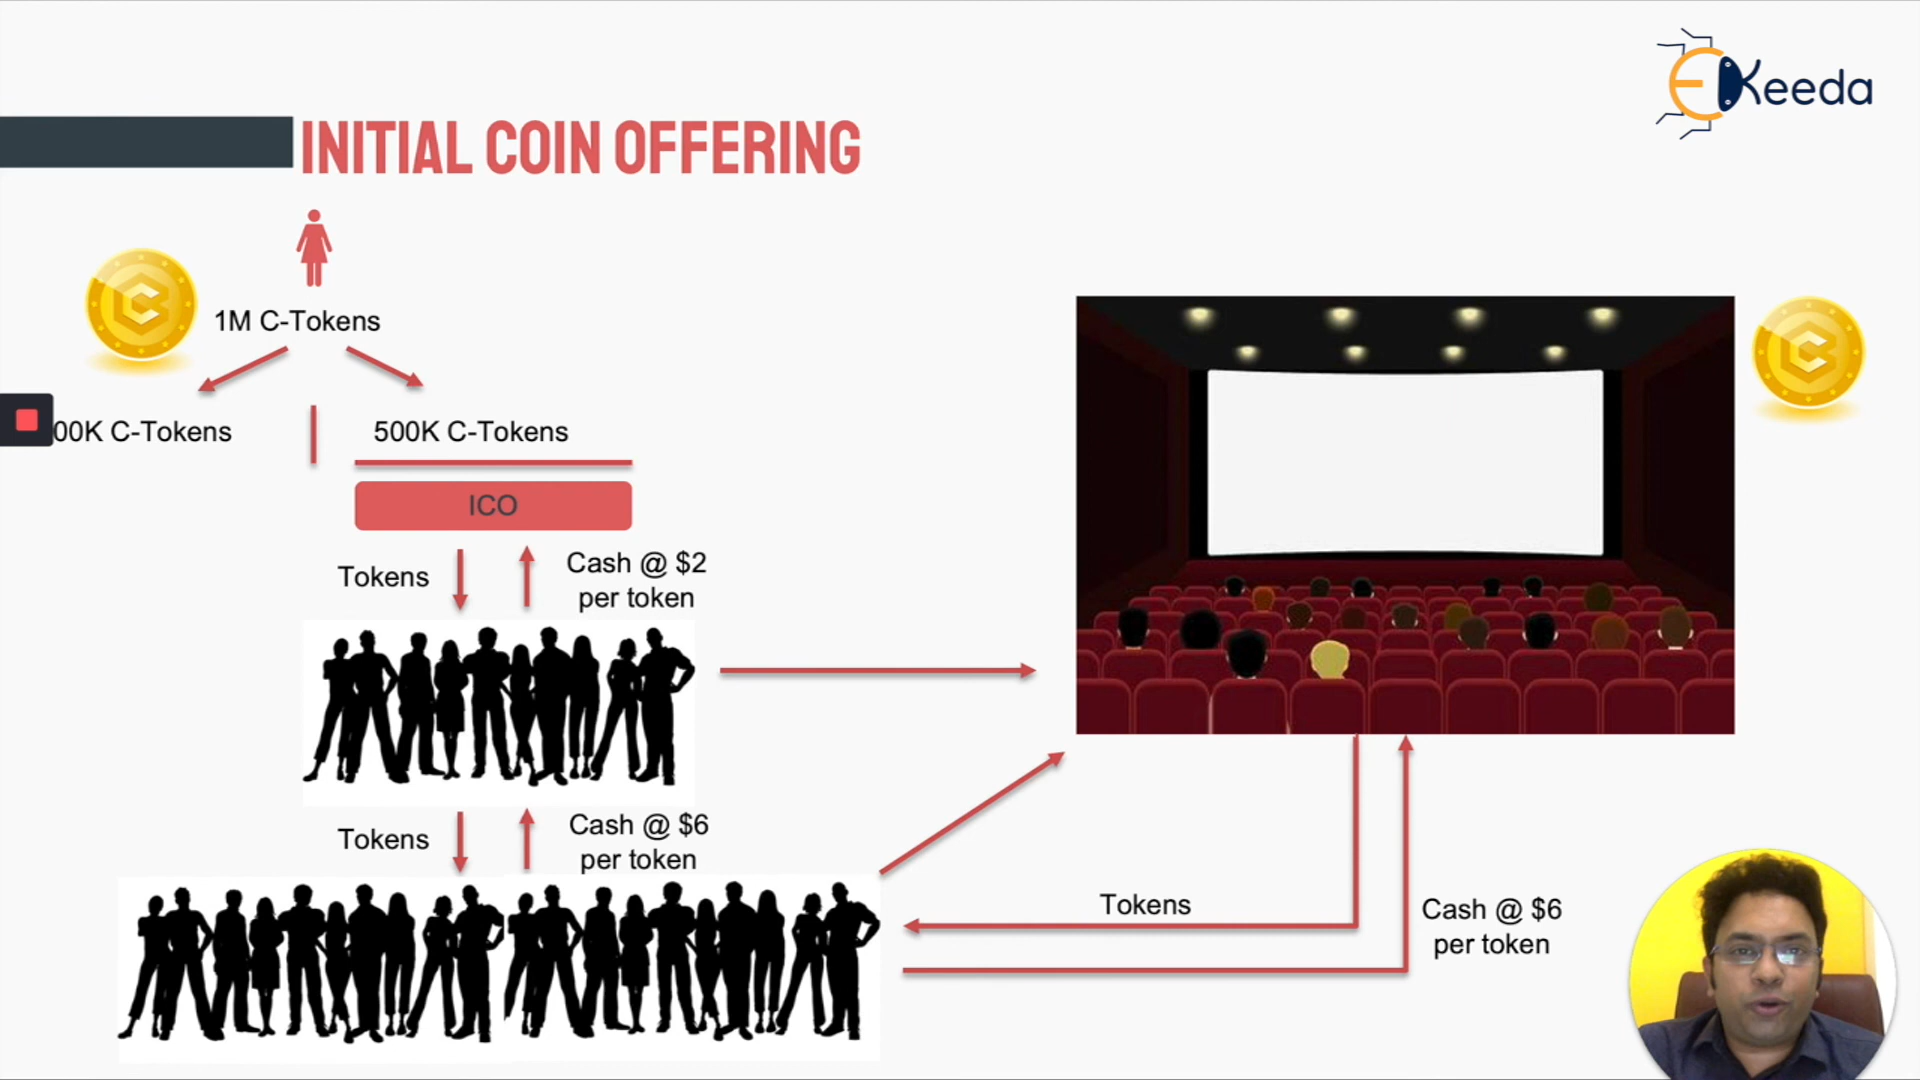 EKeeda
INITIAL COIN OFFERING
1M C-Tokens
00K C-Tokens
500K C-Tokens
ICO
Tokens
Cash @ $2
per token
Tokens
Cash @ $6
per token
Tokens
Cash @ $6
per token